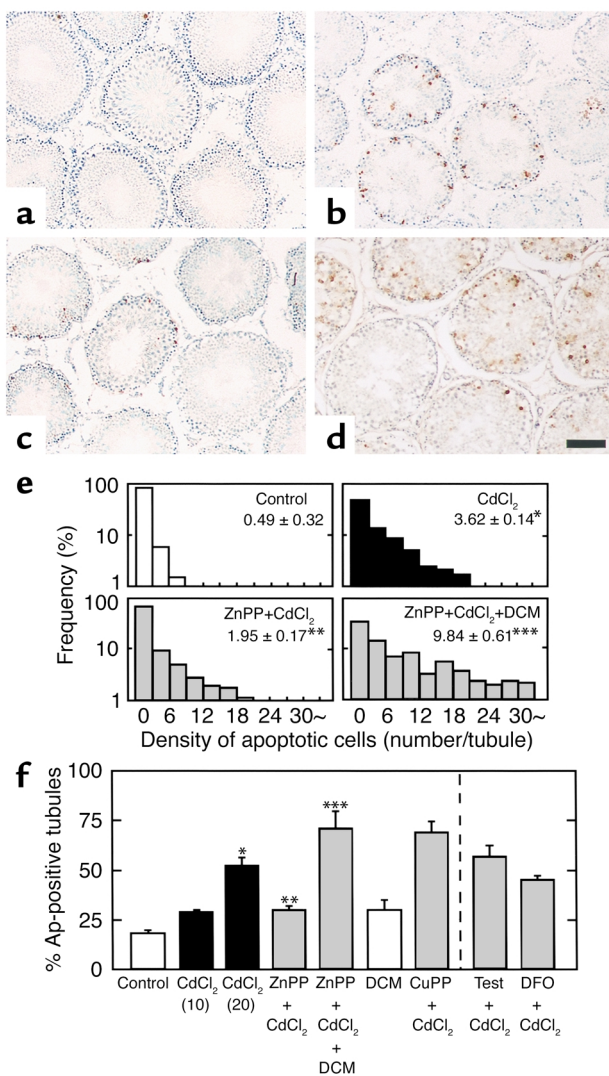 a
b
c
d
e
Frequency (%)
100
10
1
Control
0.49 ± 0.32
CdCl2
3.62 ± 0.14*
100
10
1
ZnPP+CdCl2
1.95 ± 0.17**
ZnPP+CdCl2+DCM
9.84 ± 0.61***
0 6 12 18 24 30~ 0 6 12 18 24 30~
Density of apoptotic cells (number/tubule)
f
% Ap-positive tubules
100
75
50
25
0
* ** ***
Control CdCl2 (10) CdCl2 (20) ZnPP + CdCl2 ZnPP + CdCl2 + DCM DCM CuPP + CdCl2 Test + CdCl2 DFO + CdCl2